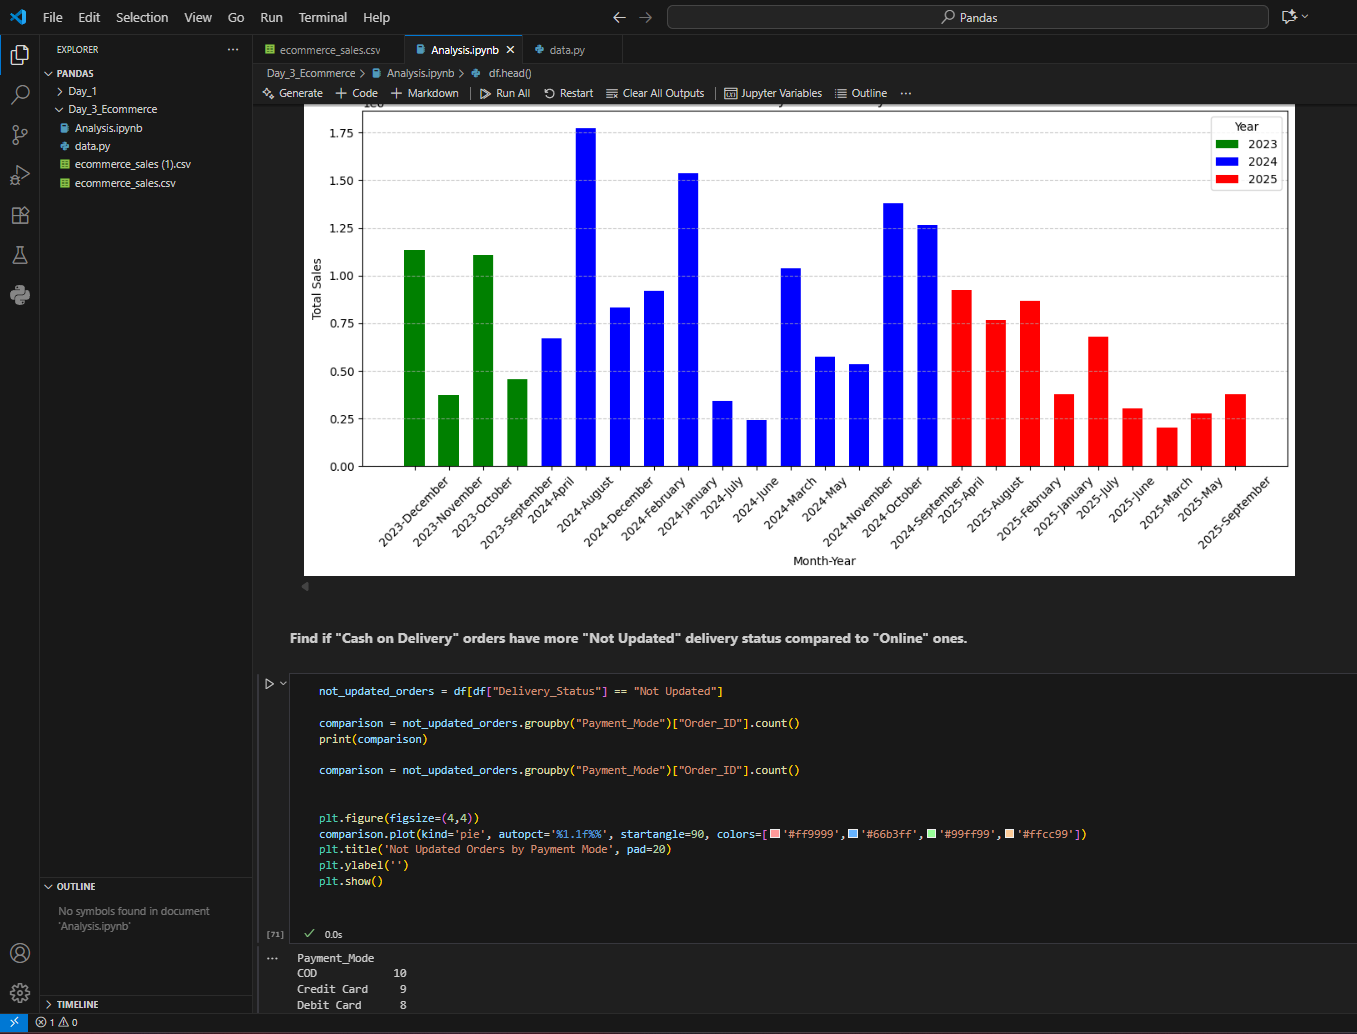 File Edit Selection View Go Run Terminal Help
Pandas
EXPLORER
PANDAS
Day_1
Day_3_Ecommerce
Analysis.ipynb
data.py
ecommerce_sales (1).csv
ecommerce_sales.csv
OUTLINE
No symbols found in document
'Analysis.ipynb'
TIMELINE
ecommerce_sales.csv Analysis.ipynb data.py
Day_3_Ecommerce > Analysis.ipynb > df.head()
Generate + Code + Markdown Run All Restart Clear All Outputs Jupyter Variables Outline ...
Total Sales
1.75
1.50
1.25
1.00
0.75
0.50
0.25
0.00
Year
2023
2024
2025
2023-December
2023-November
2023-October
2023-September
2024-April
2024-August
2024-December
2024-February
2024-January
2024-July
2024-June
2024-March
2024-May
2024-November
2024-October
2024-September
2025-April
2025-August
2025-February
2025-January
2025-July
2025-June
2025-March
2025-May
2025-September
Month-Year
Find if "Cash on Delivery" orders have more "Not Updated" delivery status compared to "Online" ones.
not_updated_orders = df[df["Delivery_Status"] == "Not Updated"]
comparison = not_updated_orders.groupby("Payment_Mode")["Order_ID"].count()
print(comparison)
comparison = not_updated_orders.groupby("Payment_Mode")["Order_ID"].count()
plt.figure(figsize=(4,4))
comparison.plot(kind='pie', autopct='%1.1f%%', startangle=90, colors=['#ff9999','#66b3ff','#99ff99','#ffcc99'])
plt.title('Not Updated Orders by Payment Mode', pad=20)
plt.ylabel('')
plt.show()
[71] 0.0s
Payment_Mode
COD 10
Credit Card 9
Debit Card 8
1 0